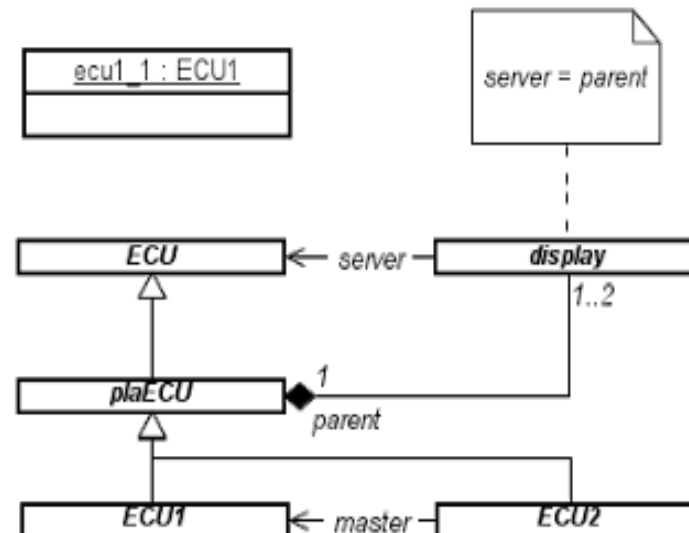 ecu1_1 : ECU1
server = parent
ECU
server
display
1..2
plaECU
1
parent
ECU1
master
ECU2